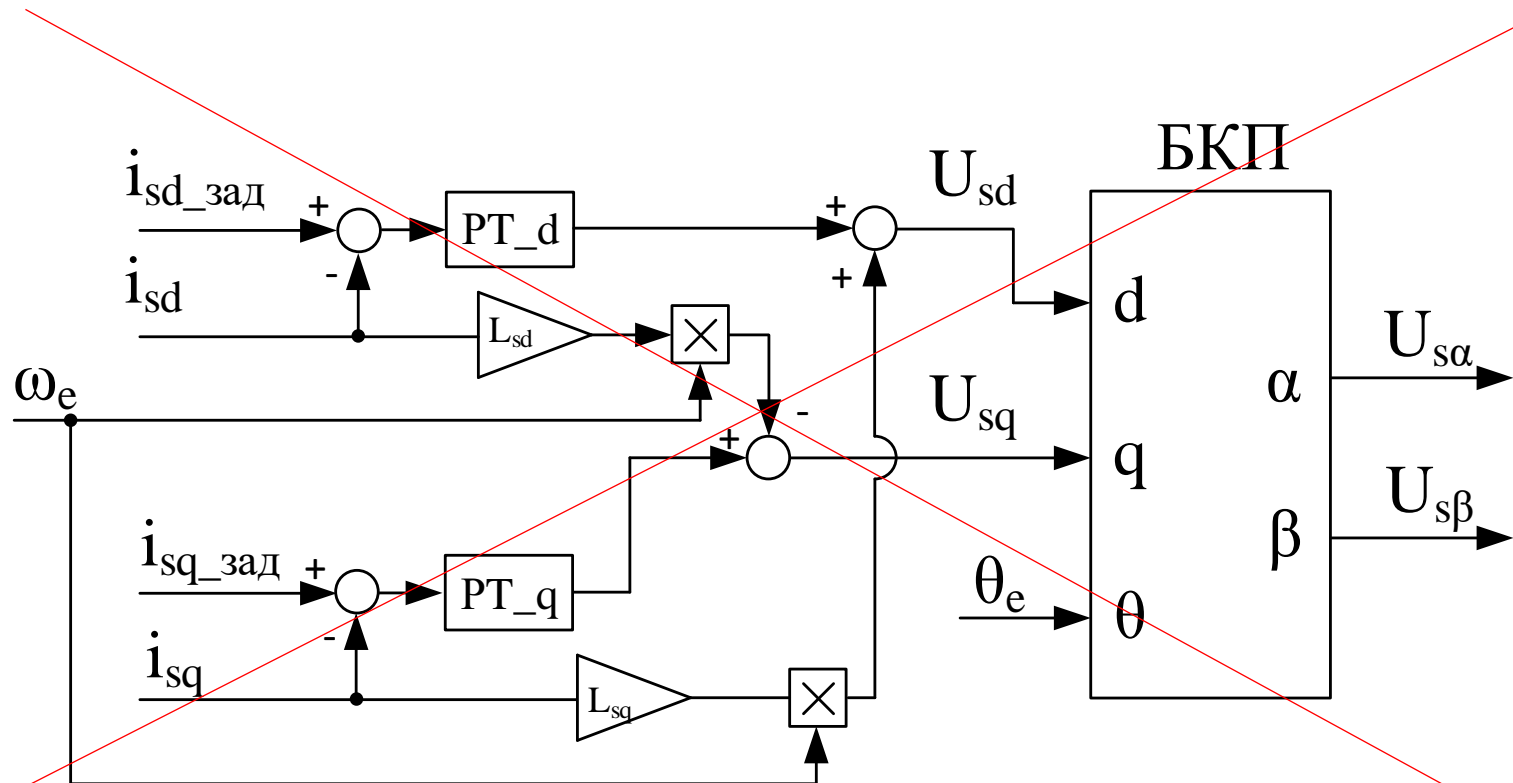 БКП
i_sd_зад
+
PT_d
+
U_sd
-
+
i_sd
L_sd
d
ω_e
-
U_sα
α
+
U_sq
q
i_sq_зад
+
PT_q
U_sβ
β
θ_e
θ
-
i_sq
L_sq